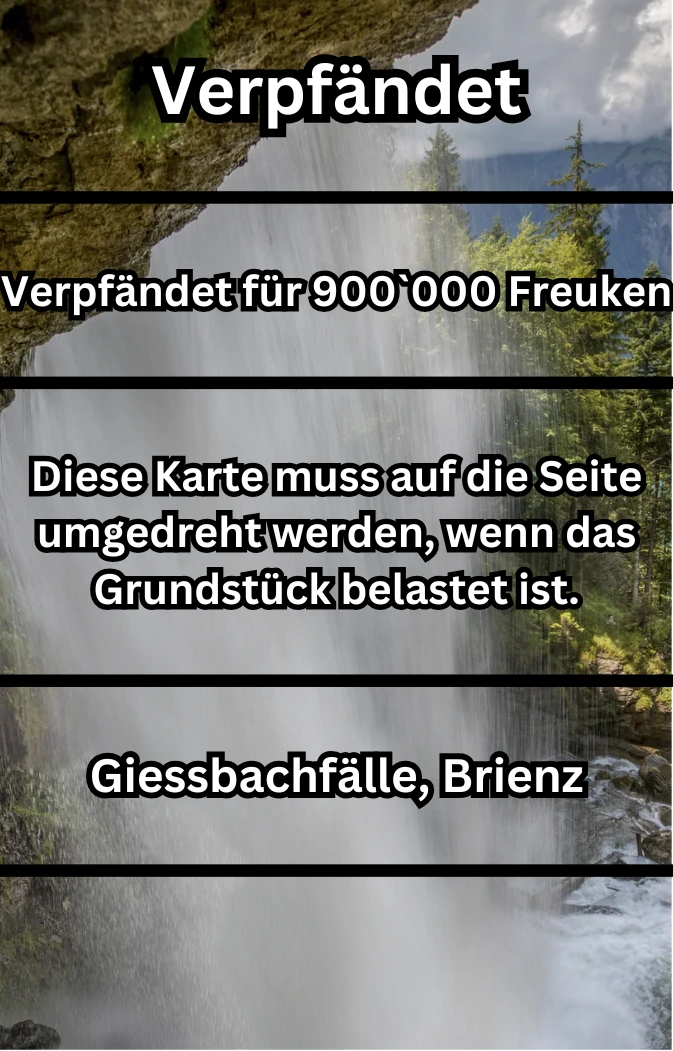 Verpfändet
Verpfändet für 900`000 Freuken
Diese Karte muss auf die Seite
umgedreht werden, wenn das
Grundstück belastet ist.
Giessbachfälle, Brienz